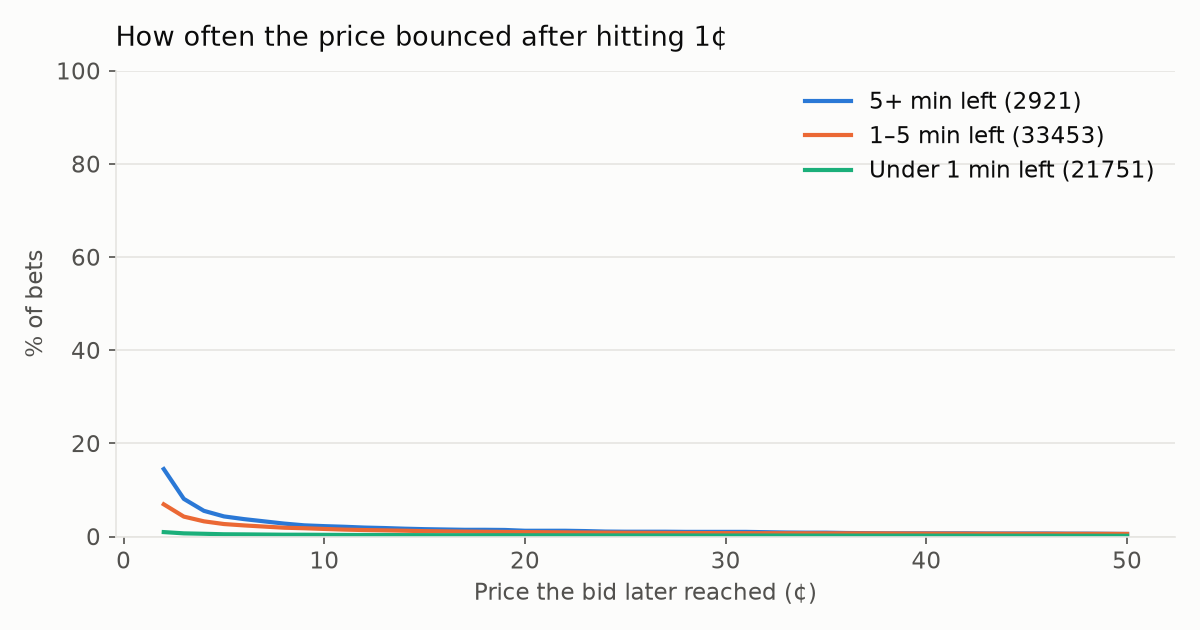 How often the price bounced after hitting 1¢
100
80
60
40
20
0
% of bets
5+ min left (2921)
1–5 min left (33453)
Under 1 min left (21751)
0 10 20 30 40 50
Price the bid later reached (¢)